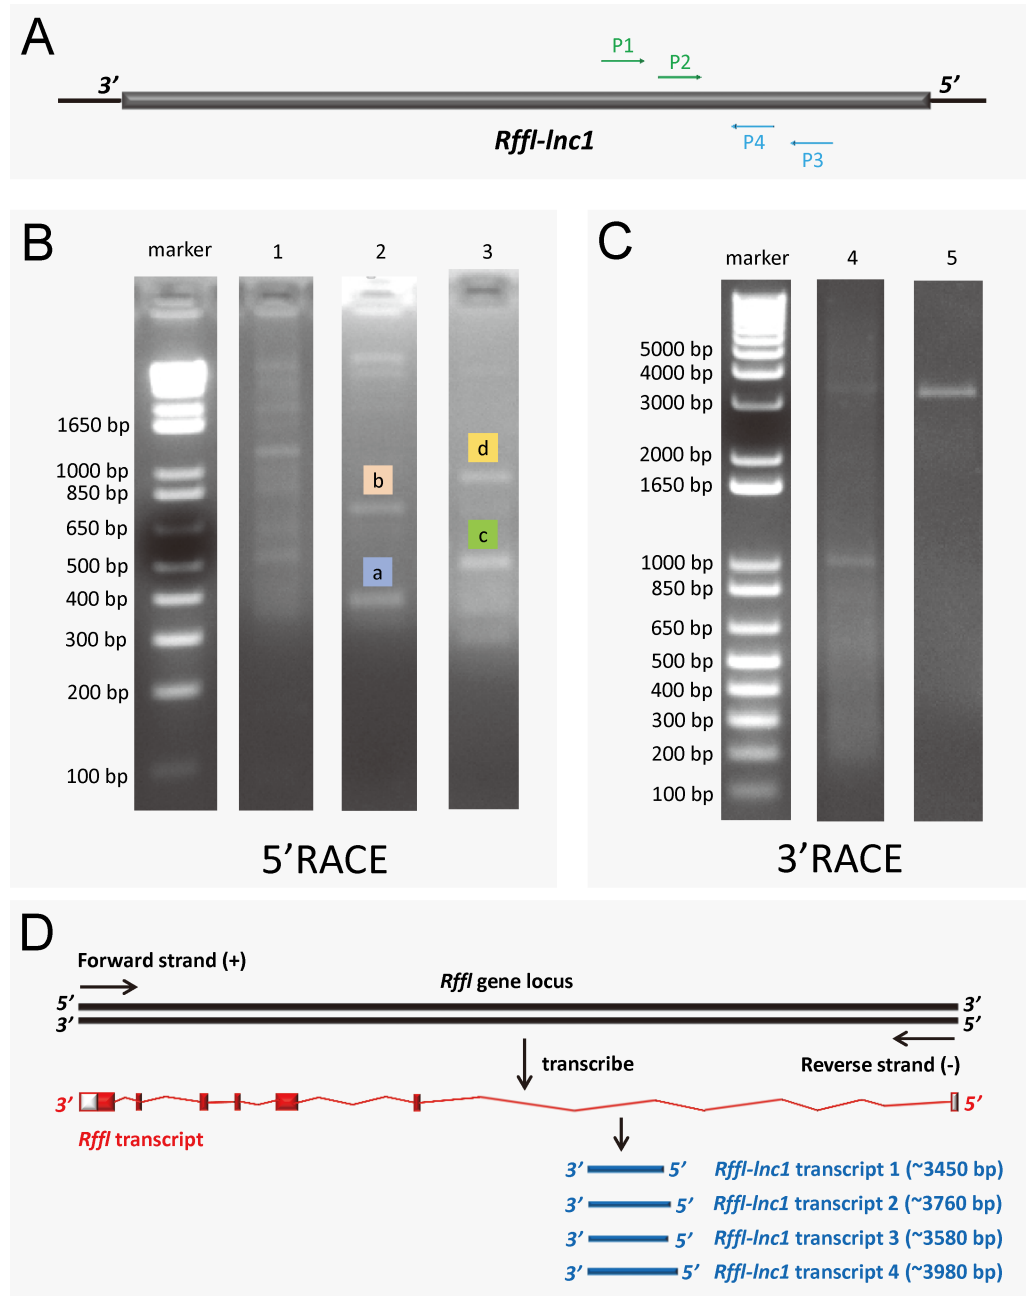 A
P1
P2
3’
5’
Rffl-lnc1
P4
P3
B
marker
1
2
3
1650 bp
1000 bp
850 bp
650 bp
500 bp
400 bp
300 bp
200 bp
100 bp
b
a
d
c
5’RACE
C
marker
4
5
5000 bp
4000 bp
3000 bp
2000 bp
1650 bp
1000 bp
850 bp
650 bp
500 bp
400 bp
300 bp
200 bp
100 bp
3’RACE
D
Forward strand (+)
Rffl gene locus
5’ 3’
3’ 5’
transcribe
Reverse strand (-)
3’ 5’
Rffl transcript
3’ 5’ Rffl-lnc1 transcript 1 (~3450 bp)
3’ 5’ Rffl-lnc1 transcript 2 (~3760 bp)
3’ 5’ Rffl-lnc1 transcript 3 (~3580 bp)
3’ 5’ Rffl-lnc1 transcript 4 (~3980 bp)